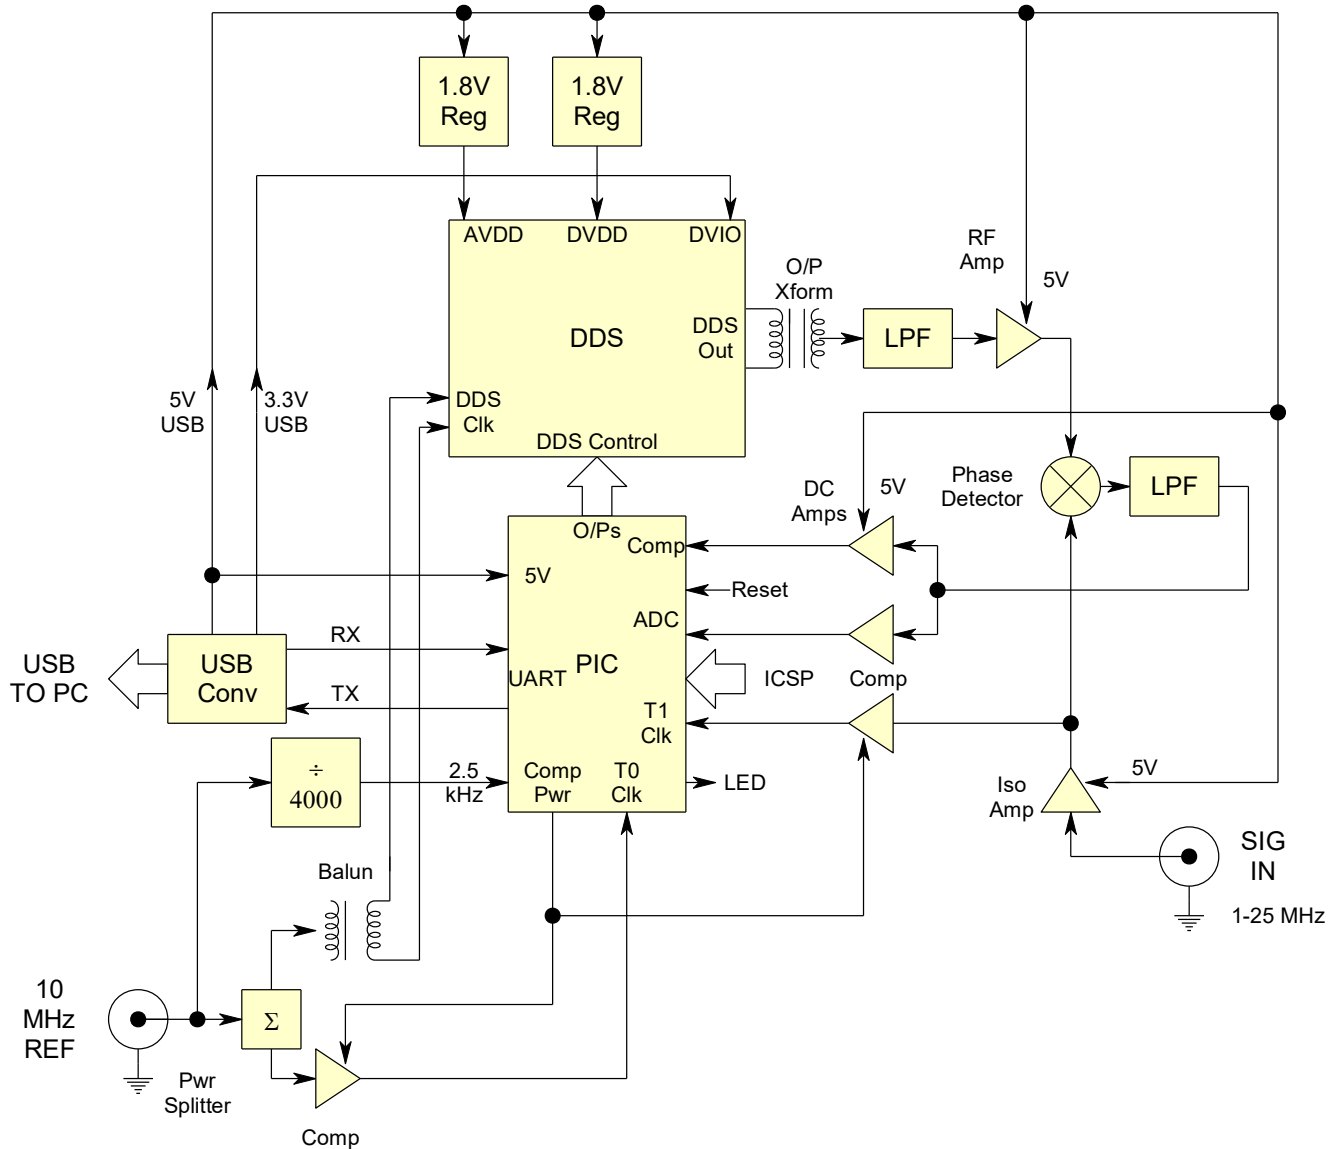 1.8V
Reg
1.8V
Reg
AVDD
DVDD
DVIO
RF
Amp
5V
O/P
Xform
DDS
DDS
Out
LPF
5V
USB
3.3V
USB
DDS
Clk
DDS Control
Phase
Detector
LPF
DC
Amps
5V
O/Ps
Comp
5V
Reset
ADC
RX
PIC
UART
TX
USB
TO PC
USB
Conv
ICSP
Comp
T1
Clk
÷
4000
2.5
kHz
Comp
Pwr
T0
Clk
LED
Iso
Amp
5V
SIG
IN
1-25 MHz
Balun
10
MHz
REF
Σ
Pwr
Splitter
Comp